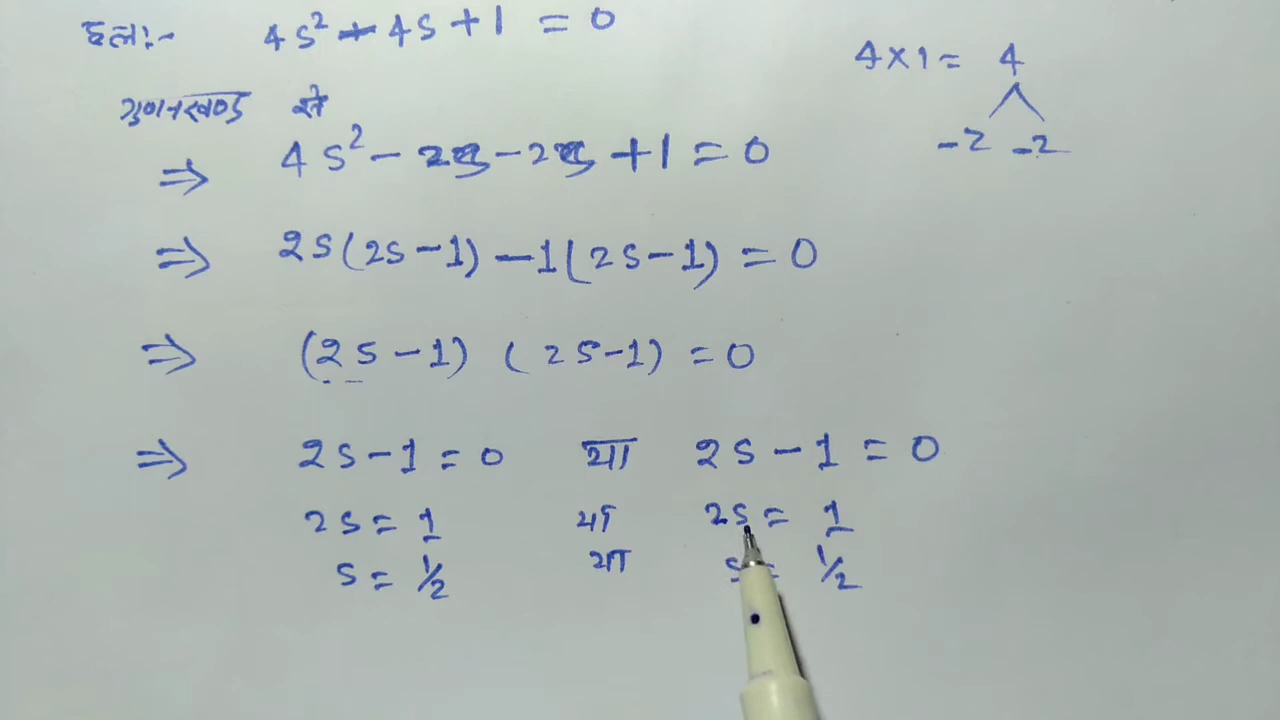 हल:- 4s² - 4s + 1 = 0
4 × 1 = 4
-2 -2
गुणनखण्ड से
⇒ 4s² - 2s - 2s + 1 = 0
⇒ 2s(2s - 1) - 1(2s - 1) = 0
⇒ (2s - 1) (2s - 1) = 0
⇒ 2s - 1 = 0 या 2s - 1 = 0
2s = 1 या 2s = 1
s = 1/2 या s = 1/2